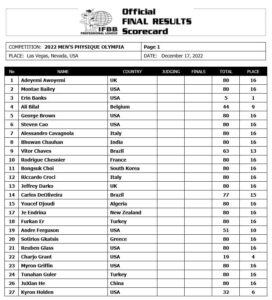 Official
FINAL RESULTS
Scorecard
IFBB
PROFESSIONAL LEAGUE
COMPETITION: 2022 MEN'S PHYSIQUE OLYMPIA Page: 1
PLACE: Las Vegas, Nevada, USA DATE: December 17, 2022
No NAME COUNTRY JUDGING FINALS TOTAL PLACE
1 Adeyemi Awoyemi UK 80 16
2 Montae Bailey USA 80 16
3 Erin Banks USA 5 1
4 Ali Bilal Belgium 44 9
5 George Brown USA 80 16
6 Steven Cao USA 80 16
7 Alessandro Cavagnola Italy 80 16
8 Bhuwan Chauhan India 80 16
9 Vitor Chaves Brazil 63 13
10 Rodrigue Chesnier France 80 16
11 Bongsuk Choi South Korea 80 16
12 Riccardo Croci Italy 80 16
13 Jeffrey Darko UK 80 16
14 Carlos DeOliveira Brazil 77 15
15 Youcef Djoudi Algeria 80 16
17 Je Endrina New Zealand 80 16
18 Furkan Er Turkey 80 16
19 Andre Ferguson USA 51 10
20 Sotirios Gkatsis Greece 80 16
21 Reuben Glass USA 80 16
22 Charjo Grant USA 19 4
23 Myron Griffin USA 80 16
24 Tunahan Guler Turkey 80 16
26 JiaXian He China 80 16
27 Kyron Holden USA 32 6